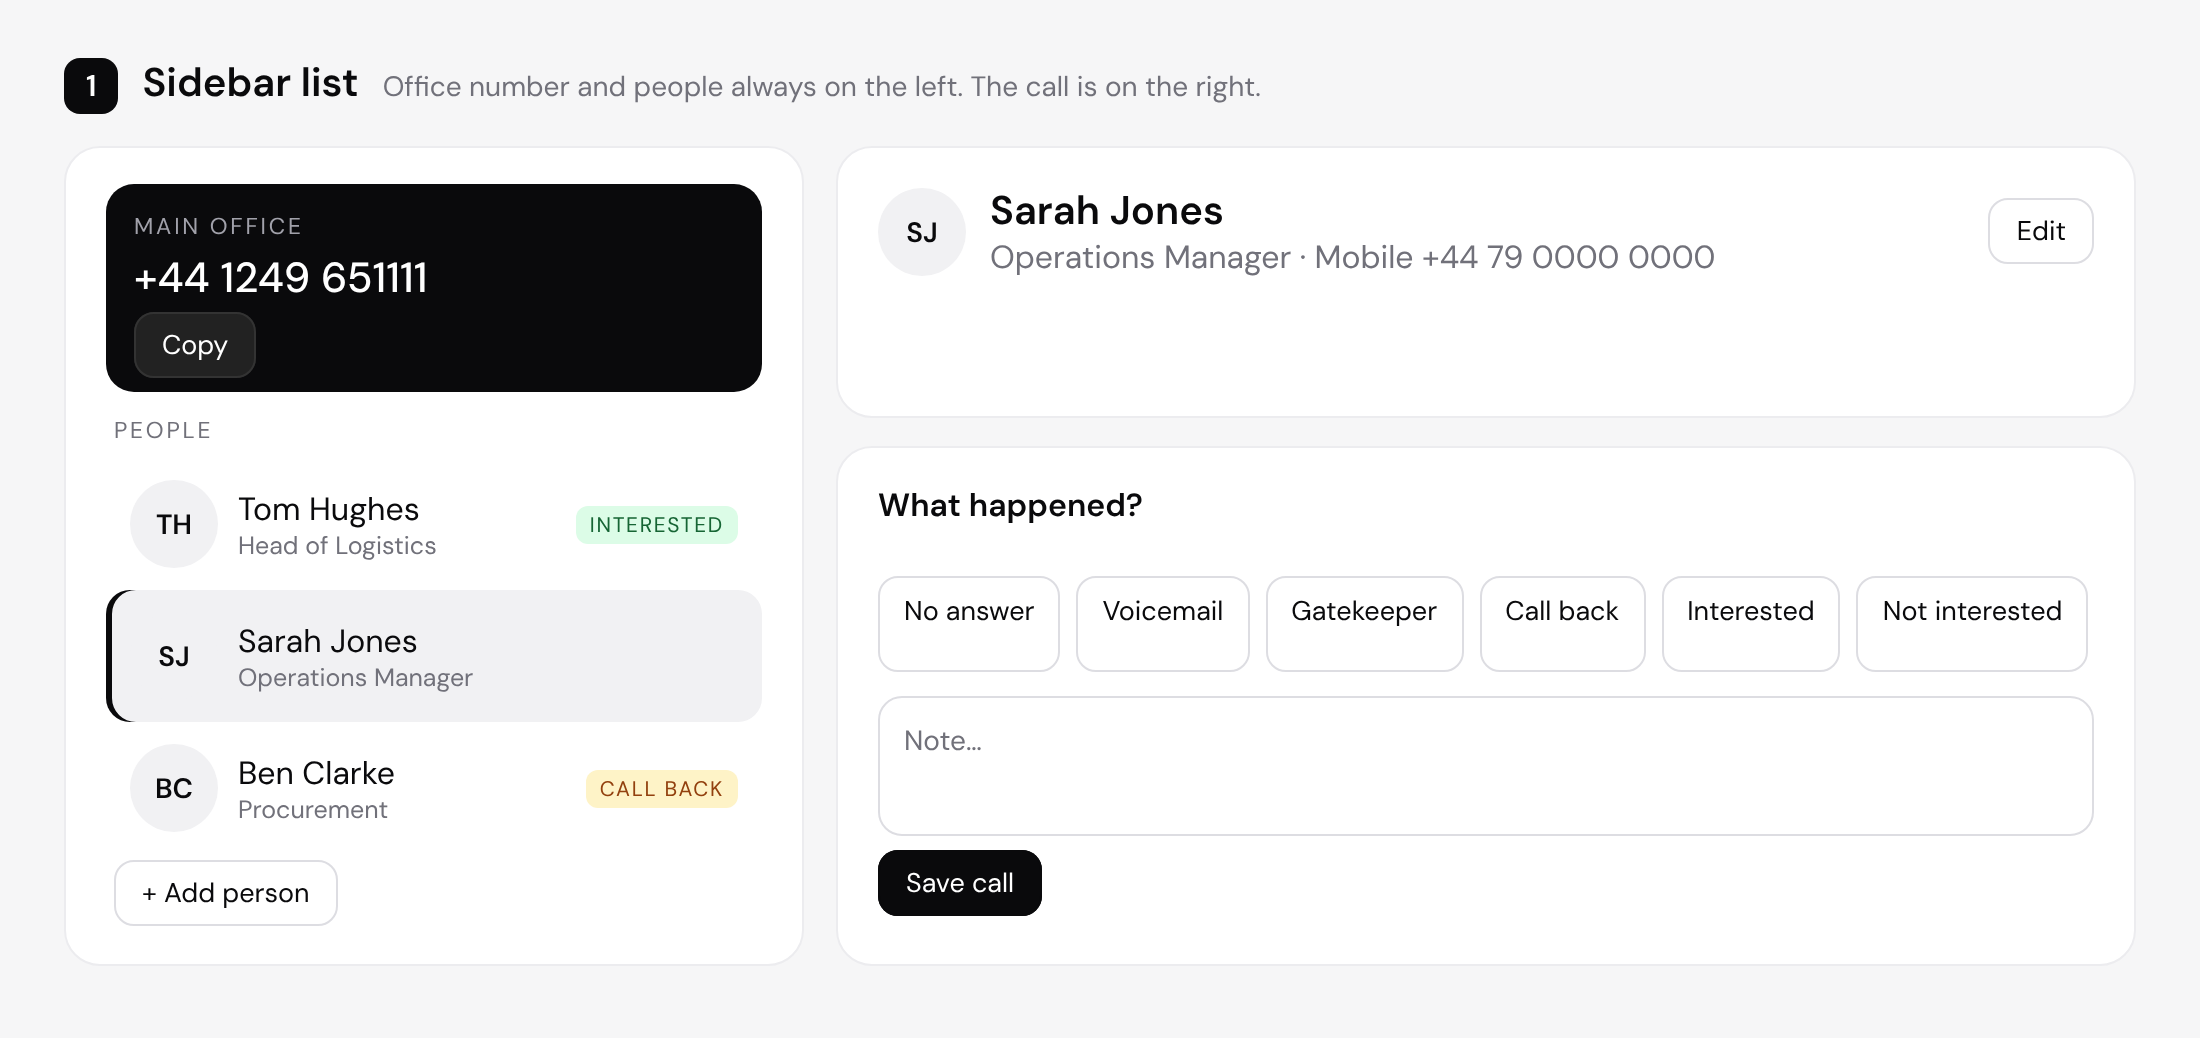 1 Sidebar list Office number and people always on the left. The call is on the right.
MAIN OFFICE
+44 1249 651111
Copy
PEOPLE
TH Tom Hughes INTERESTED
Head of Logistics
SJ Sarah Jones
Operations Manager
BC Ben Clarke CALL BACK
Procurement
+ Add person
SJ Sarah Jones Edit
Operations Manager · Mobile +44 79 0000 0000
What happened?
No answer Voicemail Gatekeeper Call back Interested Not interested
Note...
Save call